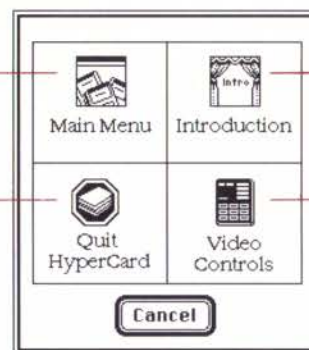 Intro
Main Menu
Introduction
Quit
HyperCard
Video
Controls
Cancel